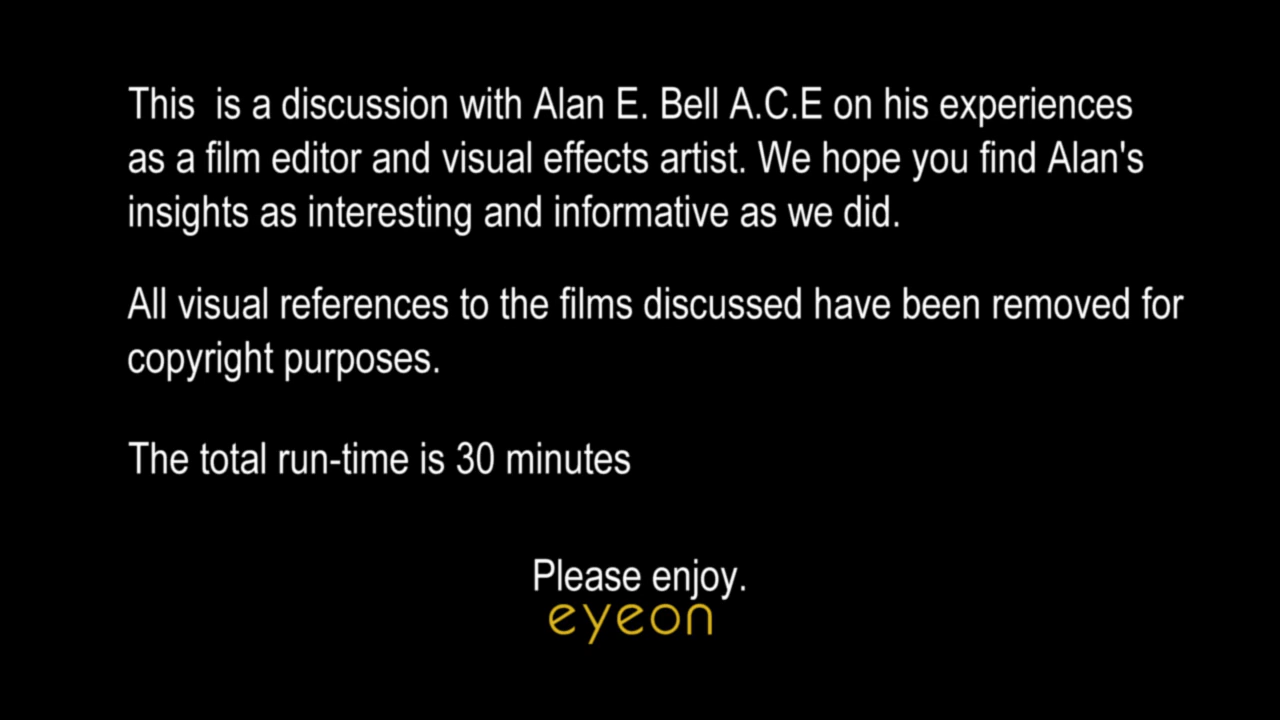 This  is a discussion with Alan E. Bell A.C.E on his experiences
as a film editor and visual effects artist. We hope you find Alan's
insights as interesting and informative as we did.
All visual references to the films discussed have been removed for
copyright purposes.
The total run-time is 30 minutes
Please enjoy.
eyeon